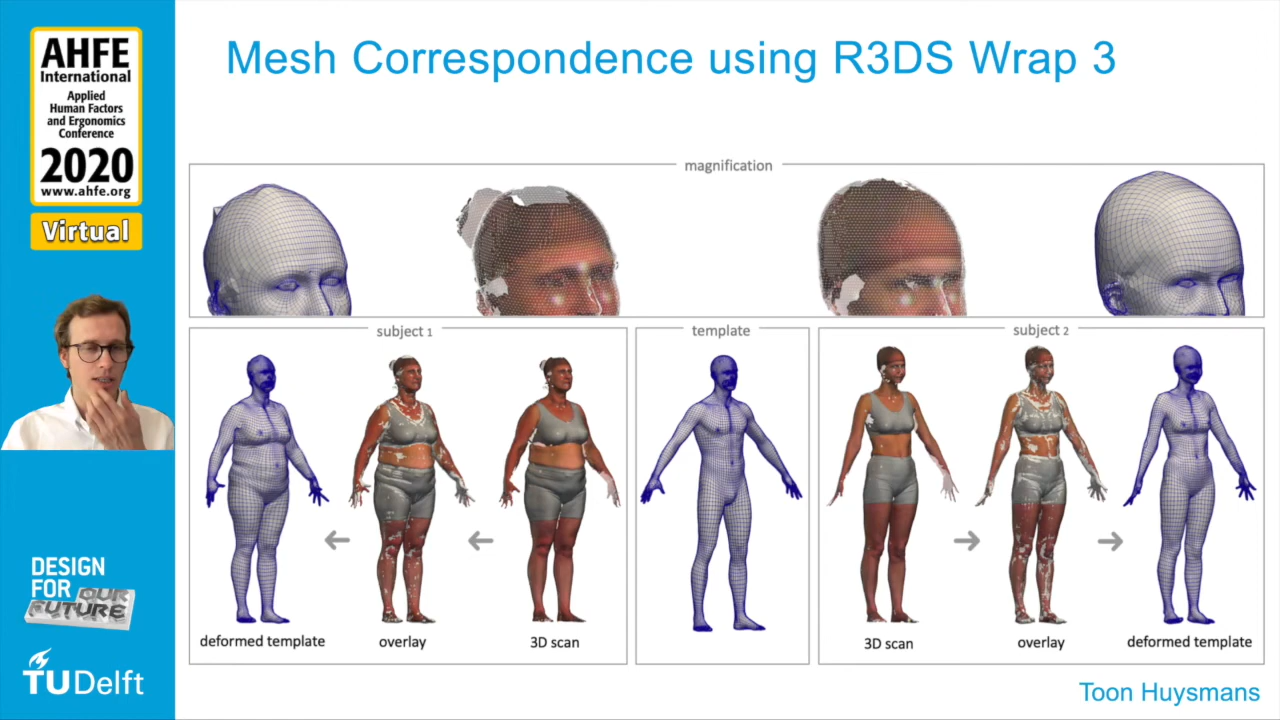 AHFE
International
Applied
Human Factors
and Ergonomics
Conference
2020
www.ahfe.org
Virtual
DESIGN
FOR OUR
FUTURE
TUDelft
Mesh Correspondence using R3DS Wrap 3
magnification
subject 1
template
subject 2
deformed template
overlay
3D scan
3D scan
overlay
deformed template
Toon Huysmans